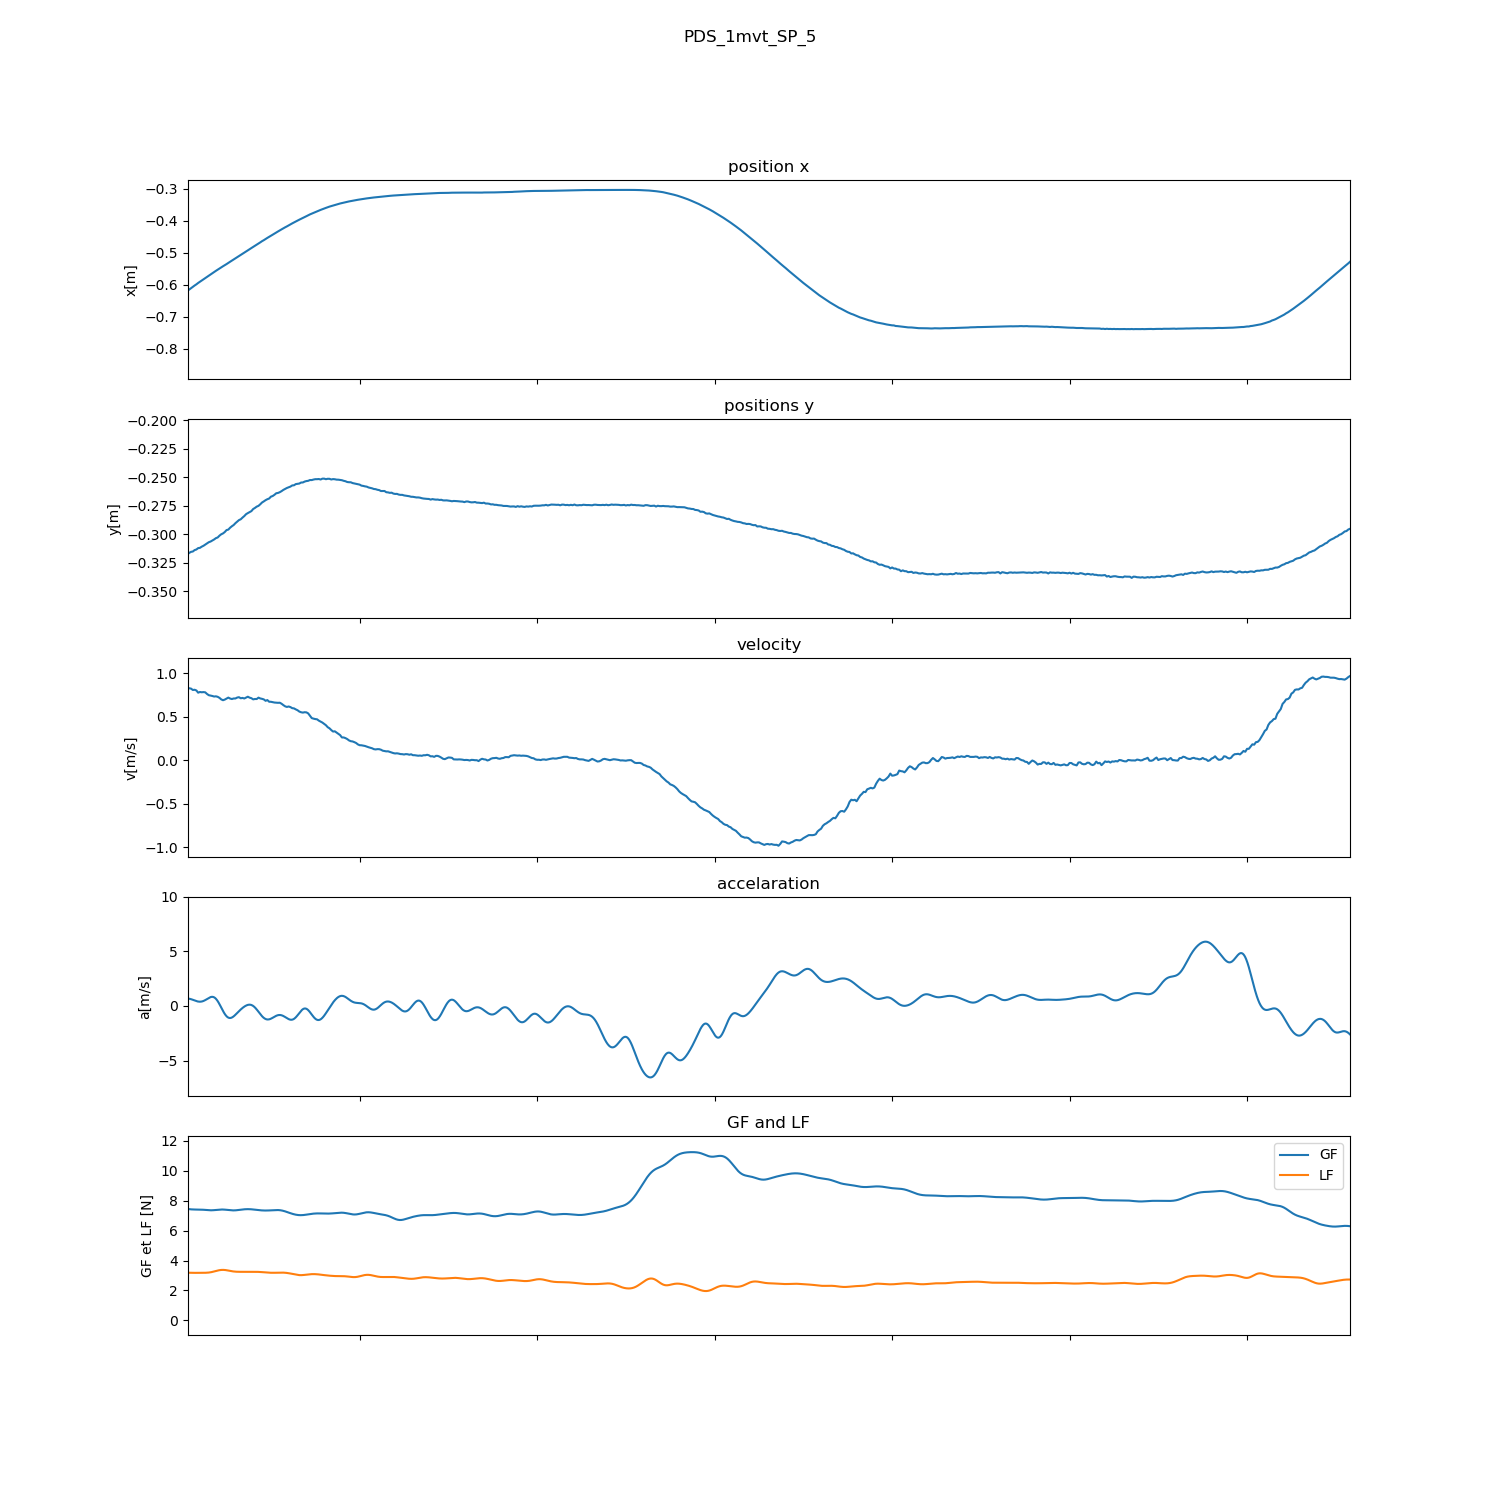 PDS_1mvt_SP_5
position x
−0.3
−0.4
−0.5
−0.6
−0.7
−0.8
x[m]
positions y
−0.200
−0.225
−0.250
−0.275
−0.300
−0.325
−0.350
y[m]
velocity
1.0
0.5
0.0
−0.5
−1.0
v[m/s]
accelaration
10
5
0
−5
a[m/s]
GF and LF
12
10
8
6
4
2
0
GF et LF [N]
GF
LF